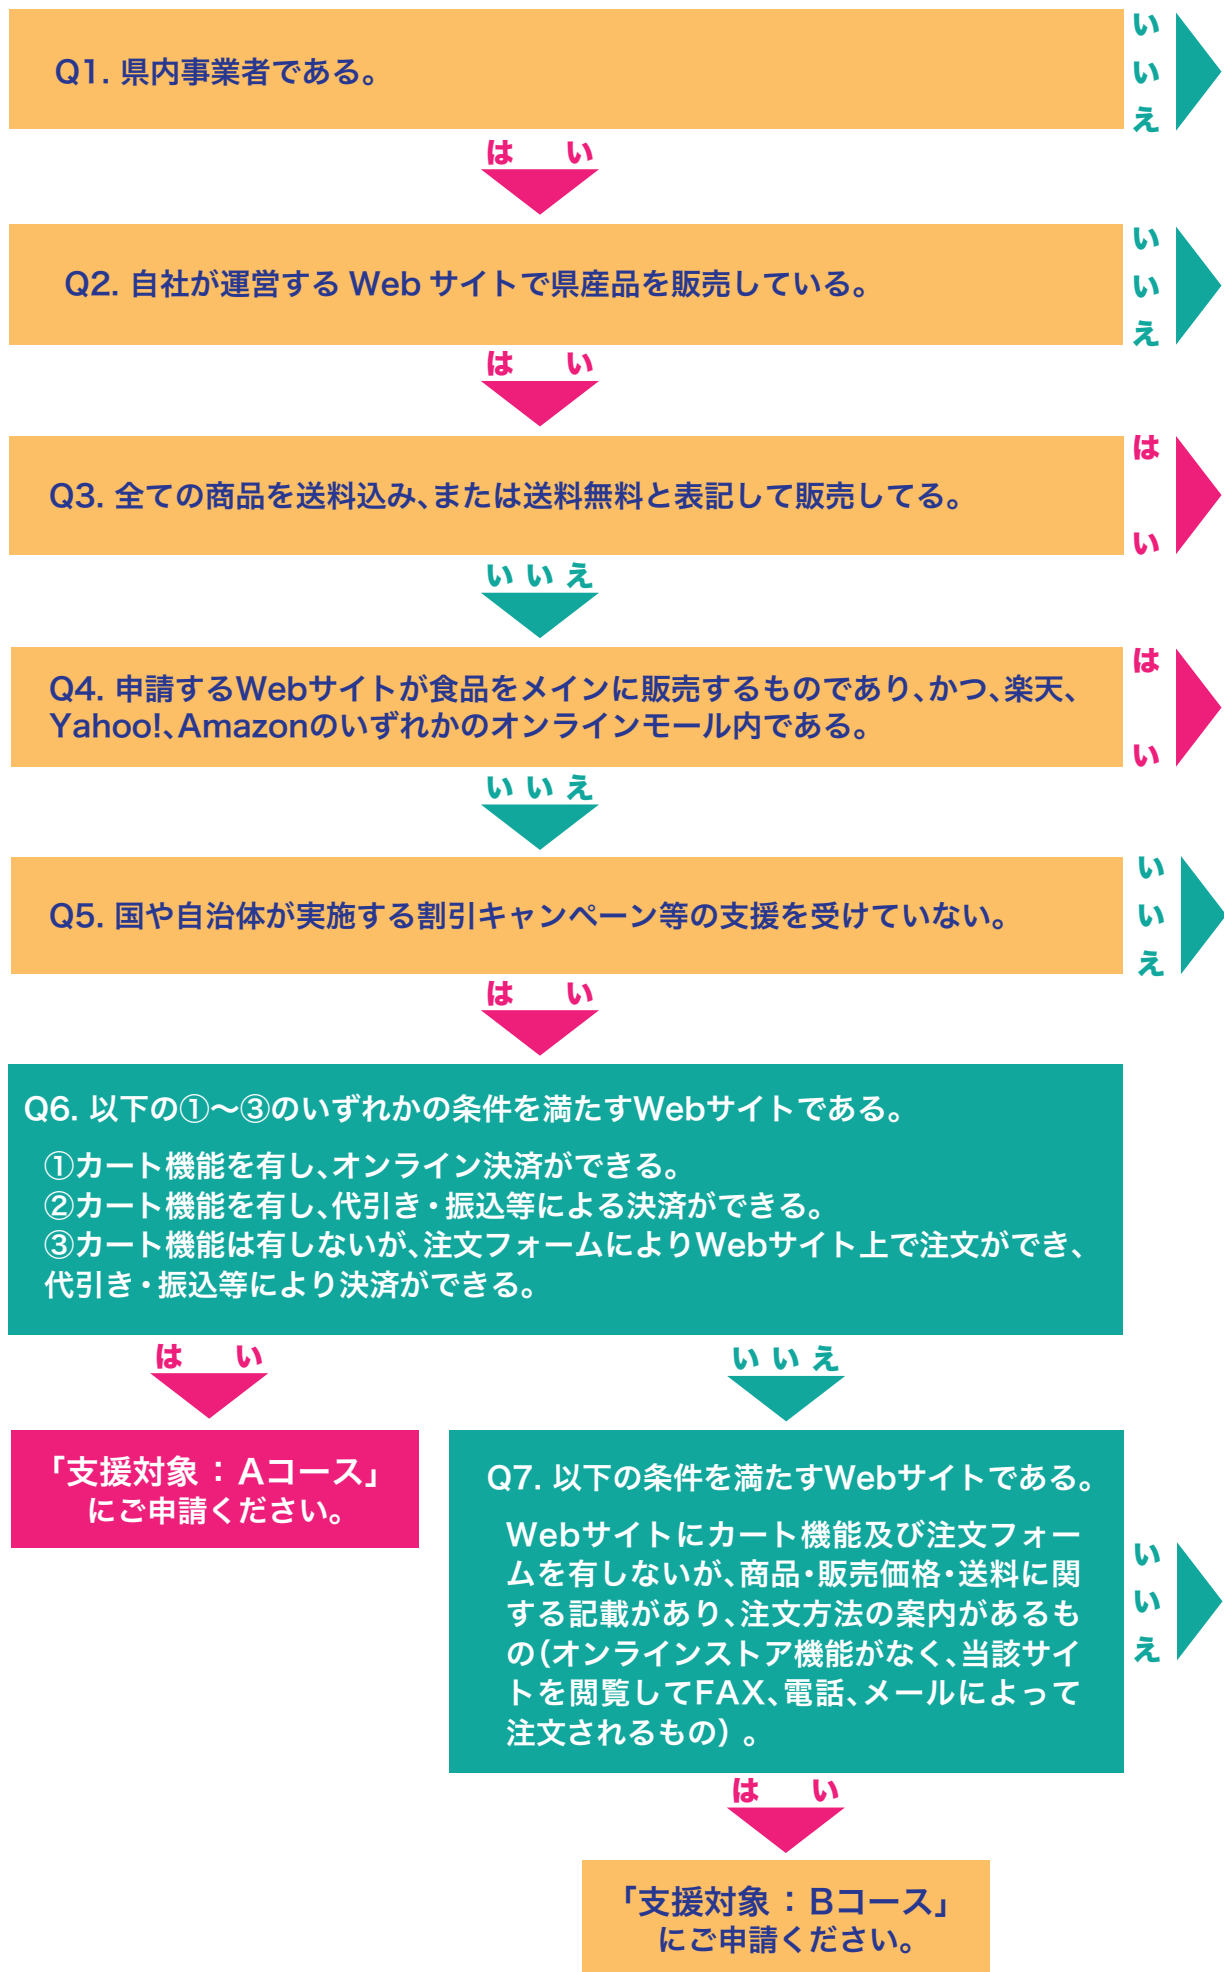 Q1. 県内事業者である。
いいえ
はい
Q2. 自社が運営する Web サイトで県産品を販売している。
いいえ
はい
Q3. 全ての商品を送料込み、または送料無料と表記して販売してる。
はい
いいえ
Q4. 申請するWebサイトが食品をメインに販売するものであり、かつ、楽天、
Yahoo!、Amazonのいずれかのオンラインモール内である。
はい
いいえ
Q5. 国や自治体が実施する割引キャンペーン等の支援を受けていない。
いいえ
はい
Q6. 以下の①～③のいずれかの条件を満たすWebサイトである。
①カート機能を有し、オンライン決済ができる。
②カート機能を有し、代引き・振込等による決済ができる。
③カート機能は有しないが、注文フォームによりWebサイト上で注文ができ、
代引き・振込等により決済ができる。
はい
いいえ
「支援対象：Aコース」
にご申請ください。
Q7. 以下の条件を満たすWebサイトである。
Webサイトにカート機能及び注文フォー
ムを有しないが、商品・販売価格・送料に関
する記載があり、注文方法の案内があるも
の（オンラインストア機能がなく、当該サイ
トを閲覧してFAX、電話、メールによって
注文されるもの）。
いいえ
はい
「支援対象：Bコース」
にご申請ください。